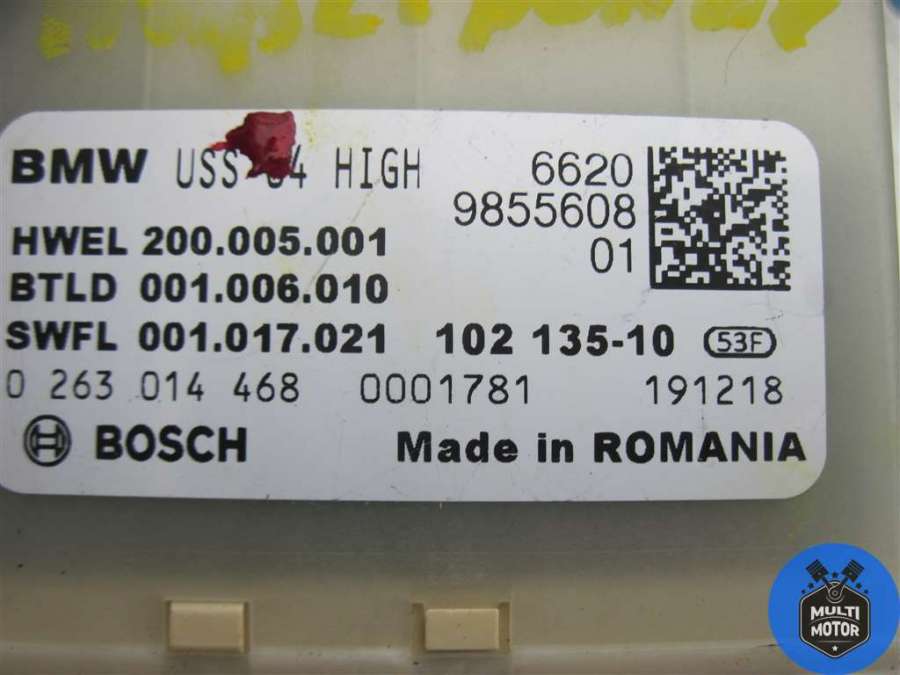 BMW USS 4 HIGH
6620
9855608
01
HWEL 200.005.001
BTLD 001.006.010
SWFL 001.017.021 102 135-10 53F
0 263 014 468 0001781 191218
BOSCH Made in ROMANIA
MULTI
MOTOR